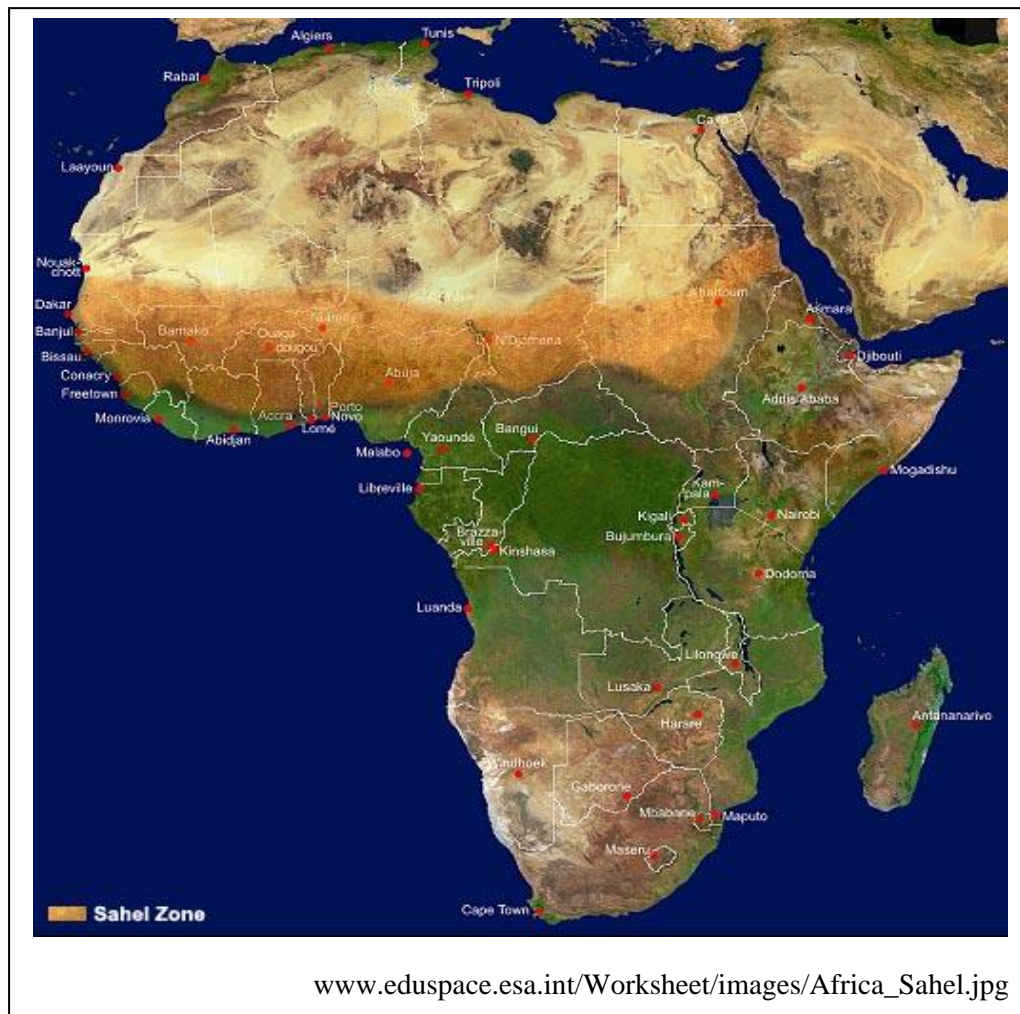 Algiers
Tunis
Rabat
Tripoli
Cairo
Laayoun
Nouak-
chott
Dakar
Banjul
Bissau
Conacry
Freetown
Monrovia
Abidjan
Accra
Lomé
Porto
Novo
Bamako
Ouaga
dougou
Niamey
Abuja
N'Djamena
Khartoum
Asmara
Djibouti
Addis Ababa
Malabo
Yaoundé
Bangui
Libreville
Mogadishu
Kam-
pala
Kigali
Nairobi
Bujumbura
Brazza-
ville
Kinshasa
Dodoma
Luanda
Lilongwe
Lusaka
Harare
Antananarivo
Windhoek
Gaborone
Mbabane
Maputo
Maseru
Cape Town
Sahel Zone
www.eduspace.esa.int/Worksheet/images/Africa_Sahel.jpg